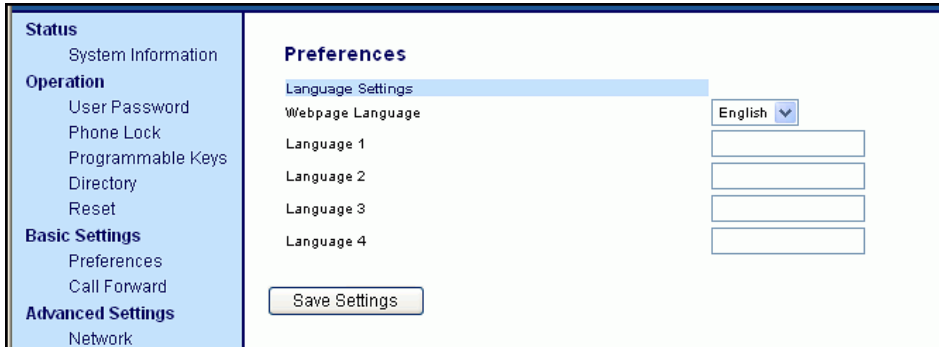 Status
System Information
Operation
User Password
Phone Lock
Programmable Keys
Directory
Reset
Basic Settings
Preferences
Call Forward
Advanced Settings
Network
Preferences
Language Settings
Webpage Language English
Language 1
Language 2
Language 3
Language 4
Save Settings